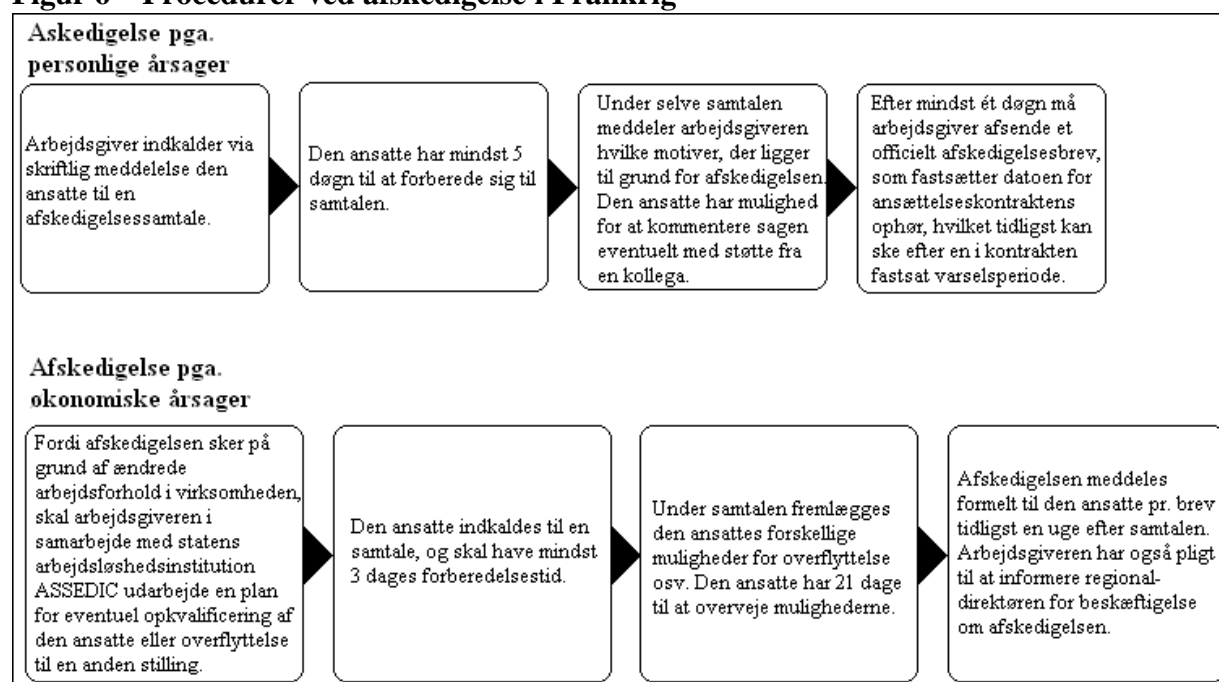 Figur 6 – Procedurer ved afskedigelse i Frankrig
Askedigelse pga.
personlige årsager
Arbejdsgiver indkalder via
skriftlig meddelelse den
ansatte til en
afskedigelsessamtale.
Den ansatte har mindst 5
døgn til at forberede sig til
samtalen.
Under selve samtalen
meddeler arbejdsgiveren
hvilke motiver, der ligger
til grund for afskedigelsen.
Den ansatte har mulighed
for at kommentere sagen
eventuelt med støtte fra
en kollega.
Efter mindst ét døgn må
arbejdsgiver afsende et
officielt afskedigelsesbrev,
som fastsætter datoen for
ansættelseskontraktens
ophør, hvilket tidligst kan
ske efter en i kontrakten
fastsat varselsperiode.
Afskedigelse pga.
økonomiske årsager
Fordi afskedigelsen sker på
grund af ændrede
arbejdsforhold i virksomheden,
skal arbejdsgiveren i
samarbejde med statens
arbejdsløshedsinstitution
ASSEDIC udarbejde en plan
for eventuel opkvalificering af
den ansatte eller overflyttelse
til en anden stilling.
Den ansatte indkaldes til en
samtale, og skal have mindst
3 dages forberedelsestid.
Under samtalen fremlægges
den ansattes forskellige
muligheder for overflyttelse
osv. Den ansatte har 21 dage
til at overveje mulighederne.
Afskedigelsen meddeles
formelt til den ansatte pr. brev
tidligst en uge efter samtalen.
Arbejdsgiveren har også pligt
til at informere regional-
direktøren for beskæftigelse
om afskedigelsen.